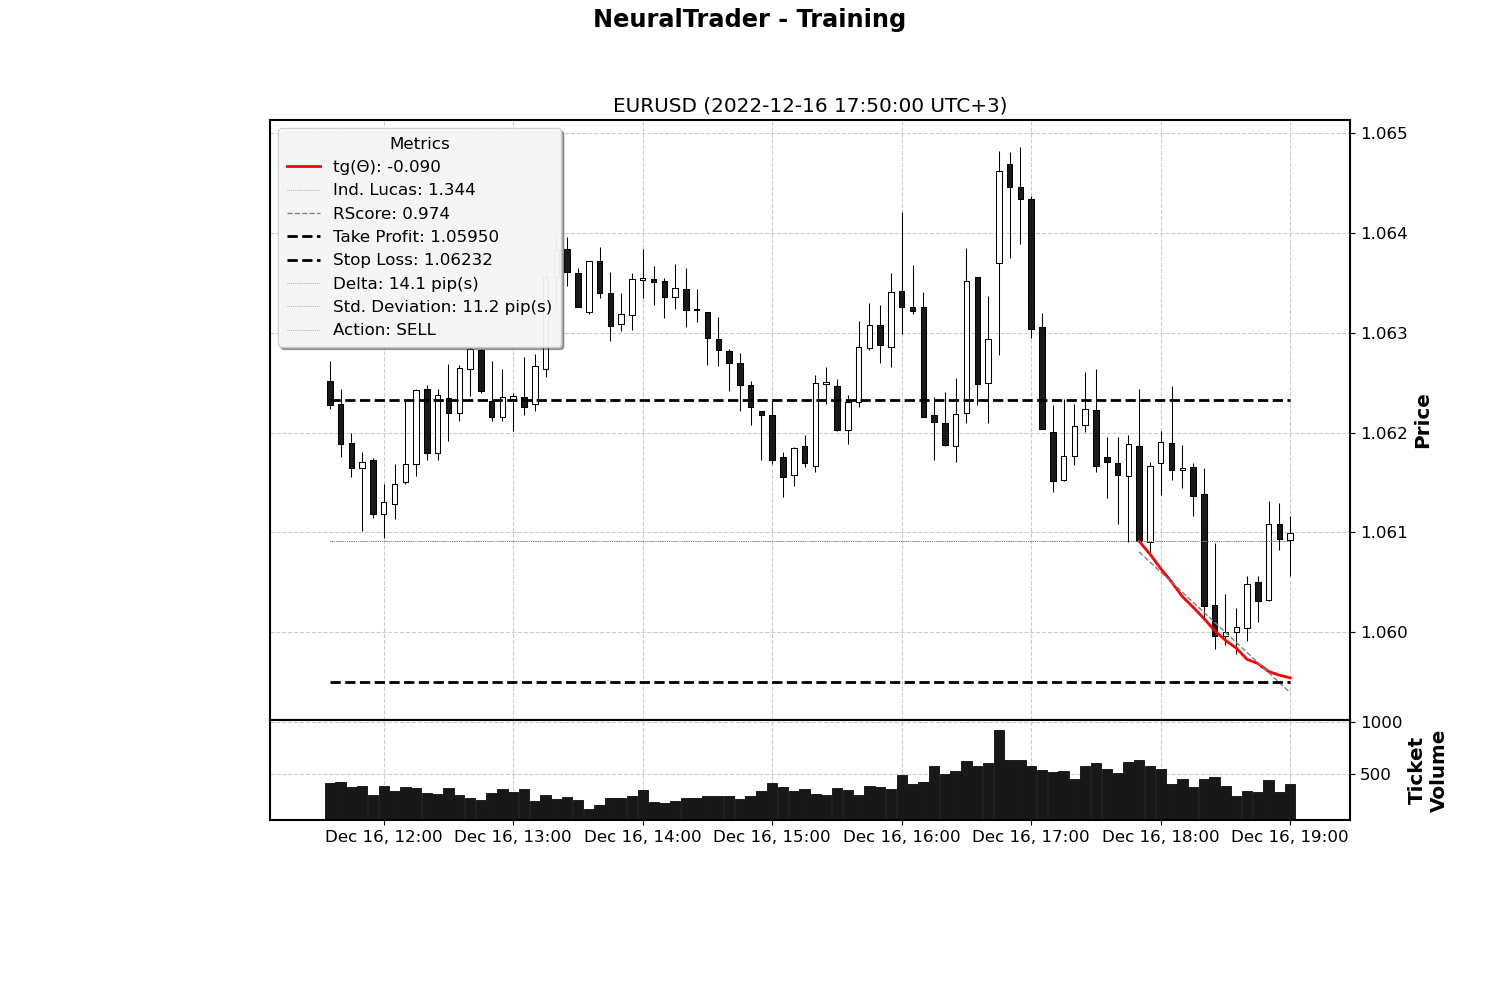 NeuralTrader - Training
EURUSD (2022-12-16 17:50:00 UTC+3)
Metrics
tg(Θ): -0.090
Ind. Lucas: 1.344
RScore: 0.974
Take Profit: 1.05950
Stop Loss: 1.06232
Delta: 14.1 pip(s)
Std. Deviation: 11.2 pip(s)
Action: SELL
1.065
1.064
1.063
1.062
1.061
1.060
Price
1000
500
Ticket
Volume
Dec 16, 12:00
Dec 16, 13:00
Dec 16, 14:00
Dec 16, 15:00
Dec 16, 16:00
Dec 16, 17:00
Dec 16, 18:00
Dec 16, 19:00